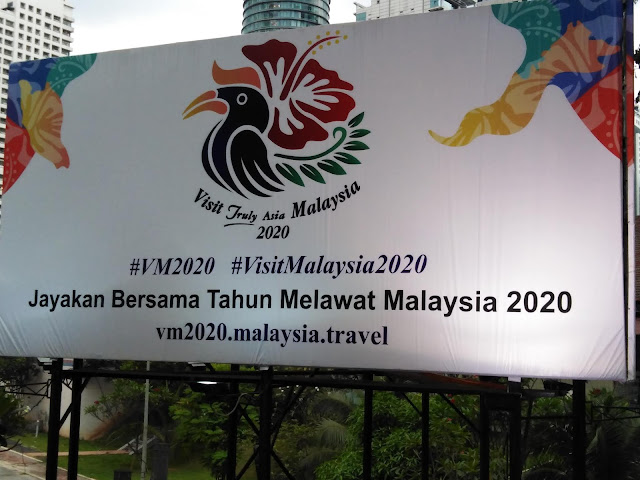 Visit Truly Asia Malaysia
2020
#VM2020 #VisitMalaysia2020
Jayakan Bersama Tahun Melawat Malaysia 2020
vm2020.malaysia.travel